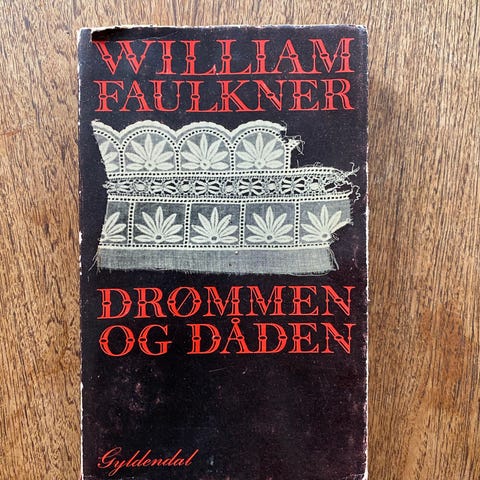 WILLIAM
FAULKNER
DRØMMEN
OG DÅDEN
Gyldendal